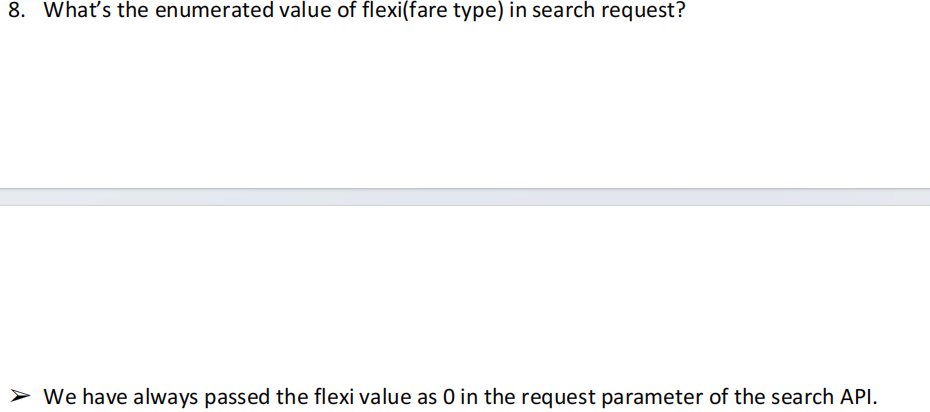 8. What's the enumerated value of flexi(fare type) in search request?
➢ We have always passed the flexi value as 0 in the request parameter of the search API.